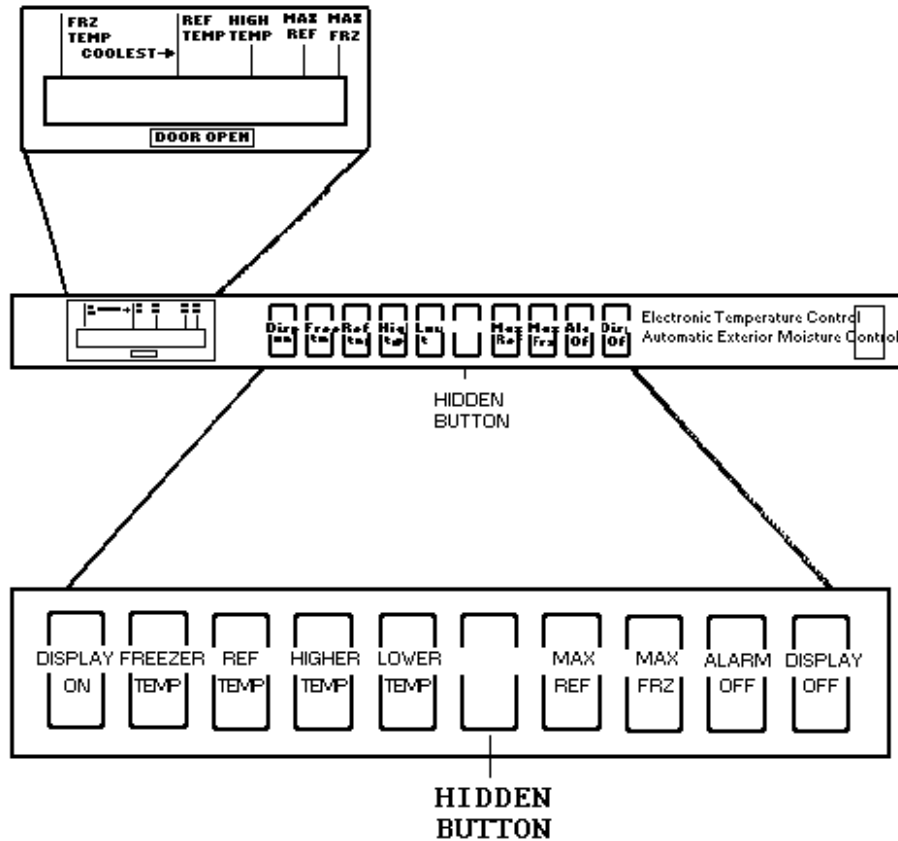 FRZ REF HIGH MAX MAX
TEMP TEMP TEMP REF FRZ
COOLEST→
DOOR OPEN
Electronic Temperature Control
Automatic Exterior Moisture Control
HIDDEN
BUTTON
DISPLAY FREEZER REF HIGHER LOWER MAX MAX ALARM DISPLAY
ON TEMP TEMP TEMP TEMP REF FRZ OFF OFF
HIDDEN
BUTTON